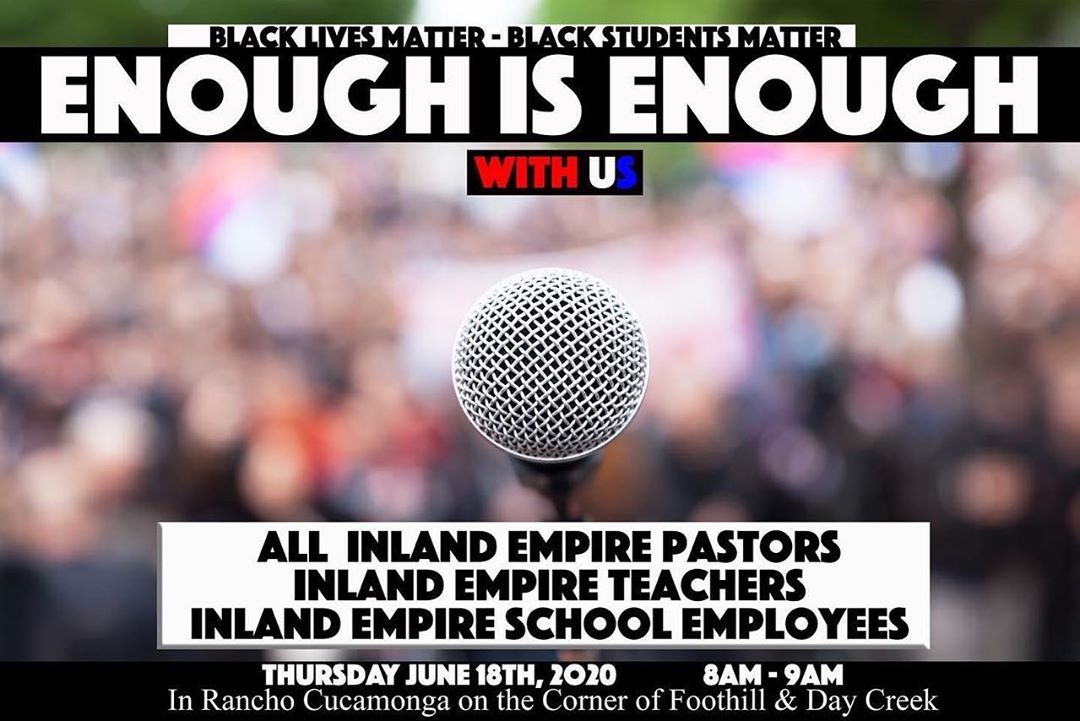 BLACK LIVES MATTER - BLACK STUDENTS MATTER
ENOUGH IS ENOUGH
WITH US
ALL INLAND EMPIRE PASTORS
INLAND EMPIRE TEACHERS
INLAND EMPIRE SCHOOL EMPLOYEES
THURSDAY JUNE 18TH, 2020 8AM - 9AM
In Rancho Cucamonga on the Corner of Foothill & Day Creek